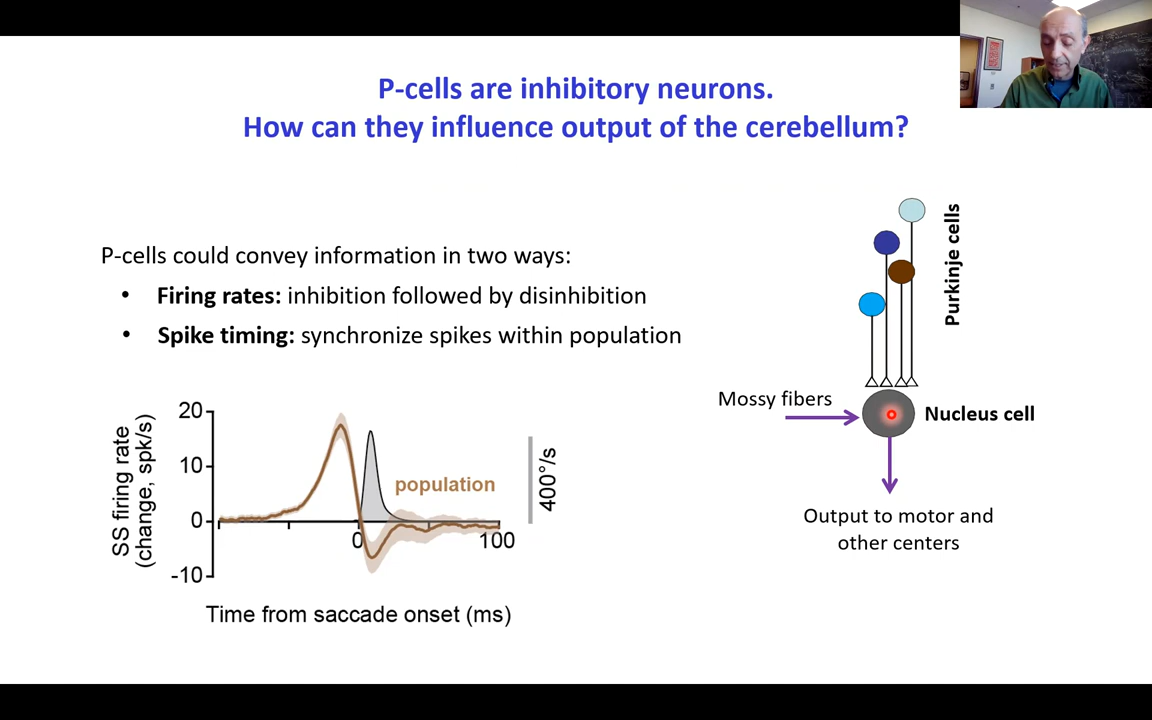 P-cells are inhibitory neurons.
How can they influence output of the cerebellum?
P-cells could convey information in two ways:
• Firing rates: inhibition followed by disinhibition
• Spike timing: synchronize spikes within population
SS firing rate
(change, spk/s)
20
10
0
-10
population
400°/s
0
100
Time from saccade onset (ms)
Purkinje cells
Mossy fibers
Nucleus cell
Output to motor and
other centers